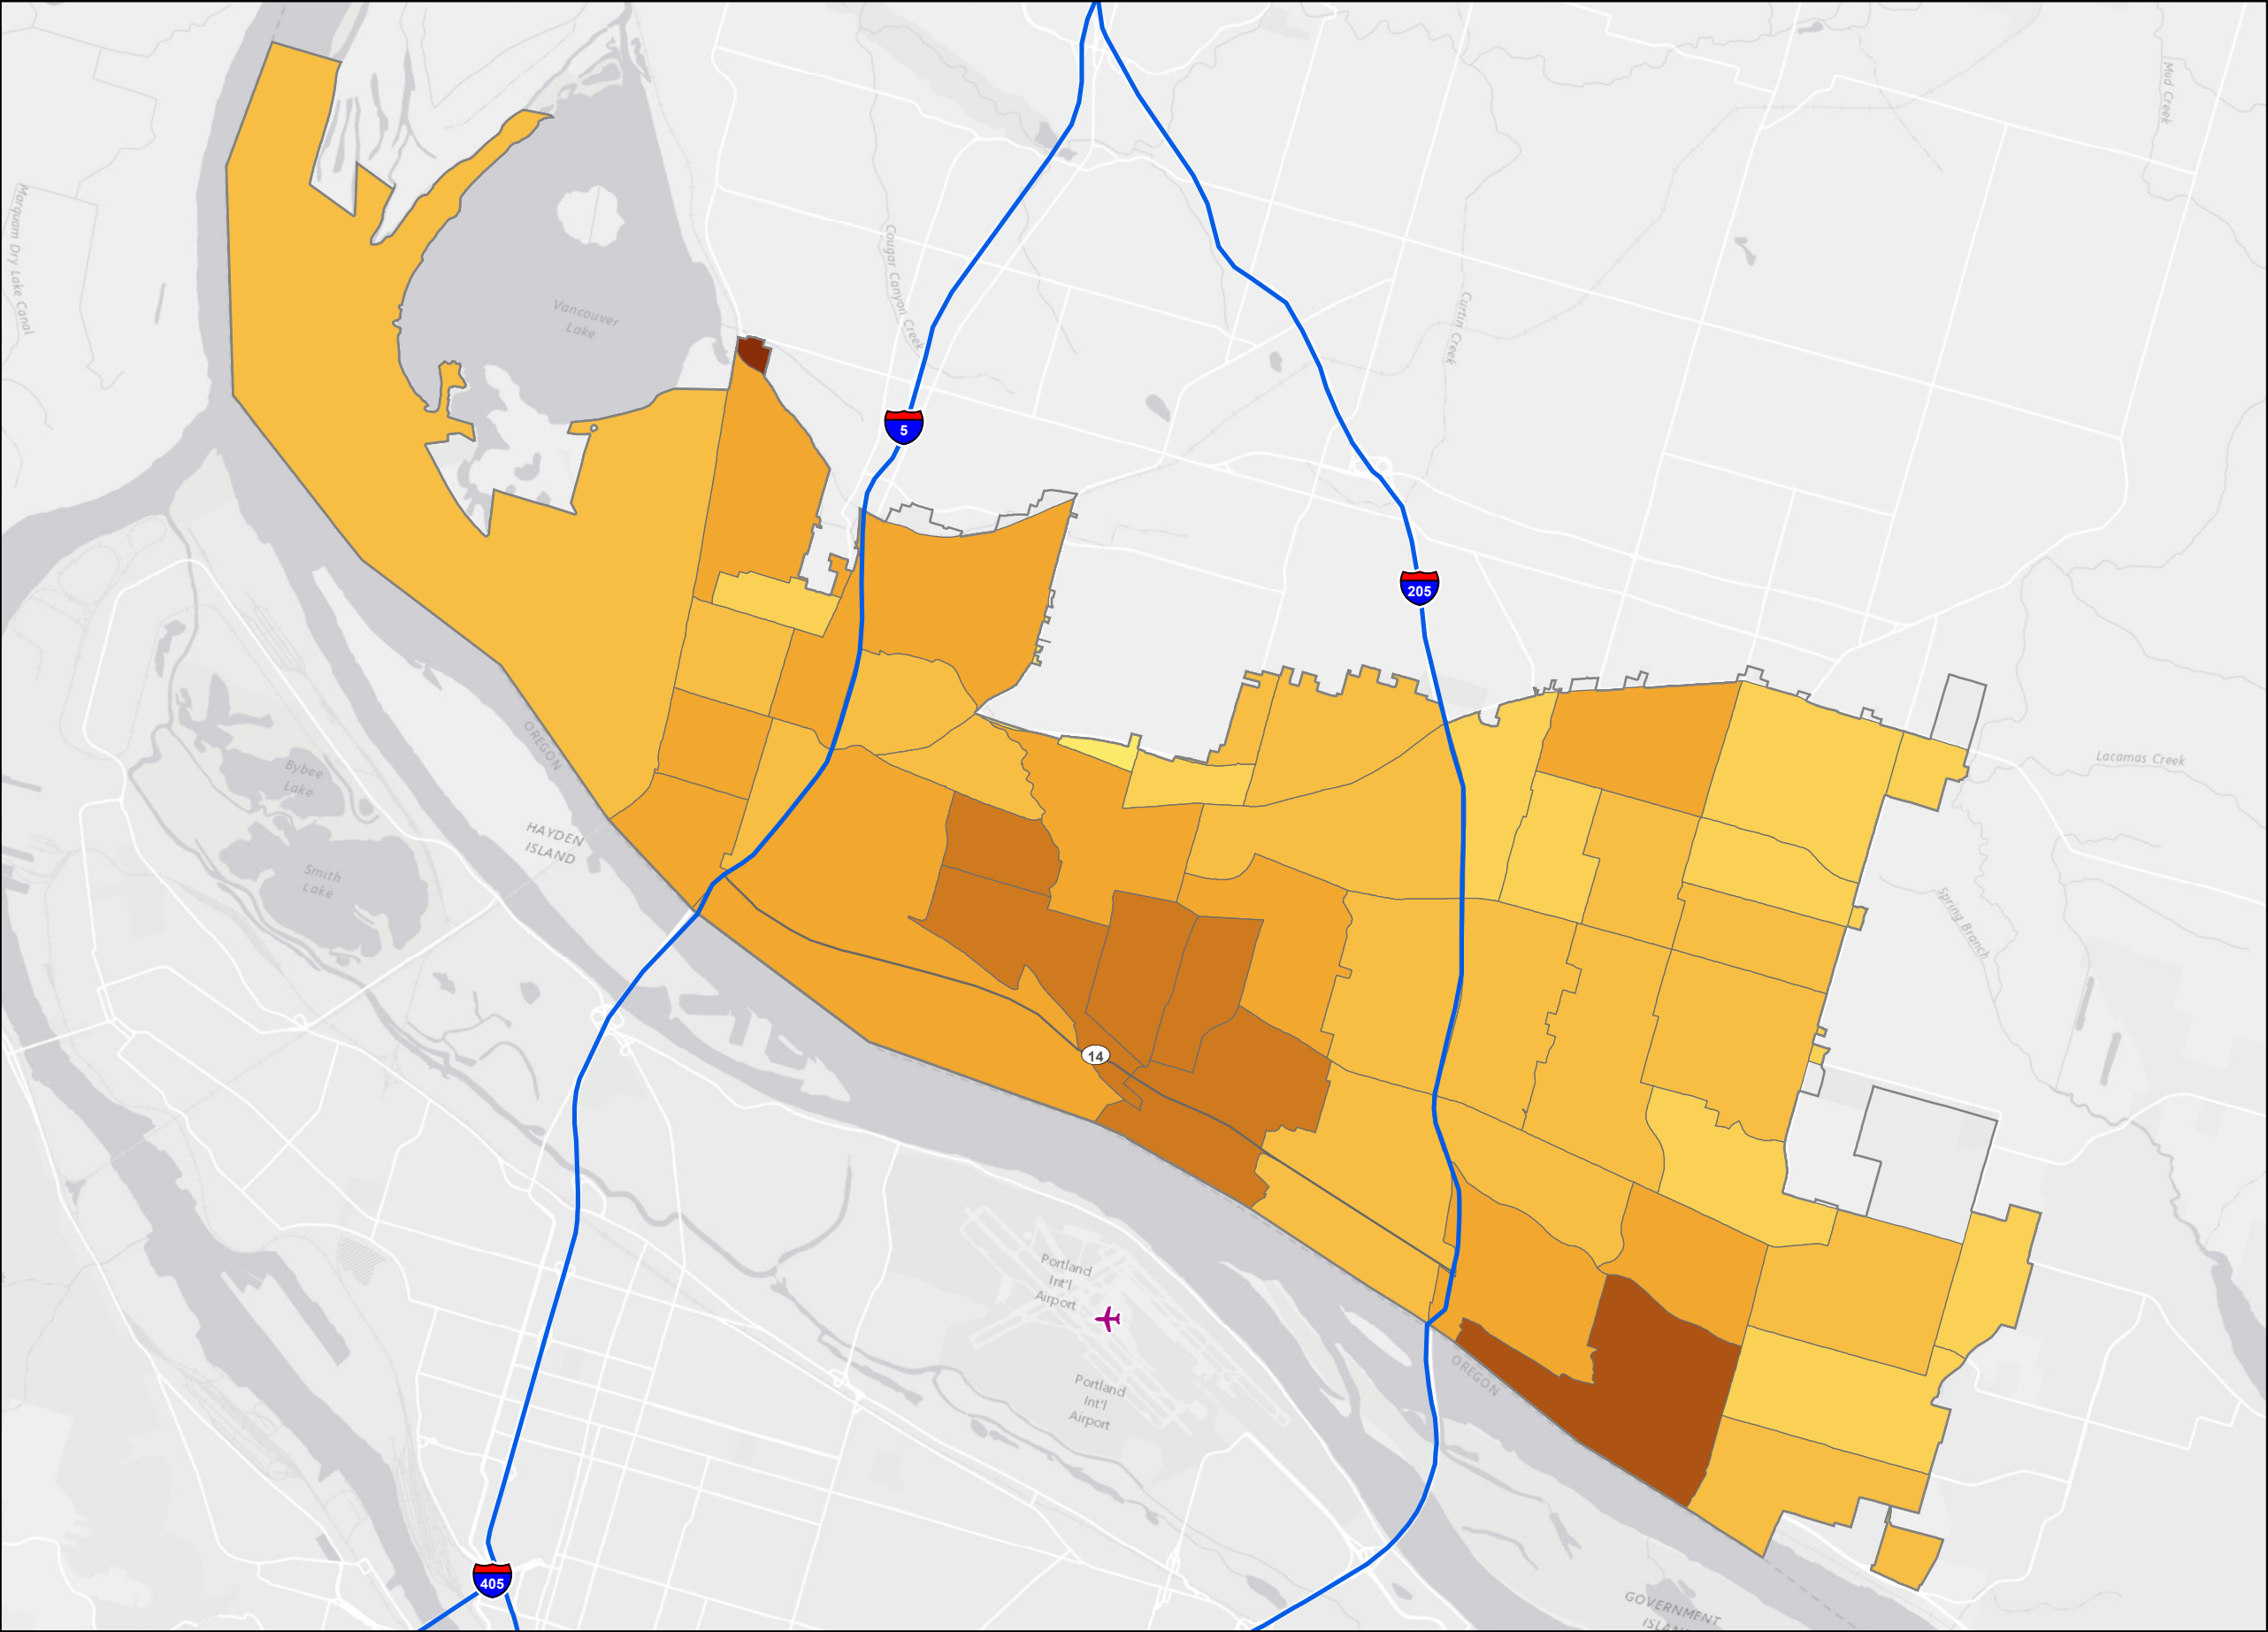 Mud Creek
Marquam Dry Lake Canal
Cougar Canyon Creek
Vancouver
Lake
Curtin Creek
5
205
OREGON
Bybee
Lake
Lacamas Creek
HAYDEN
ISLAND
Smith
Lake
Spring Branch
14
Portland
Int'l
Airport
Portland
Int'l
Airport
OREGON
405
GOVERNMENT
ISLAND